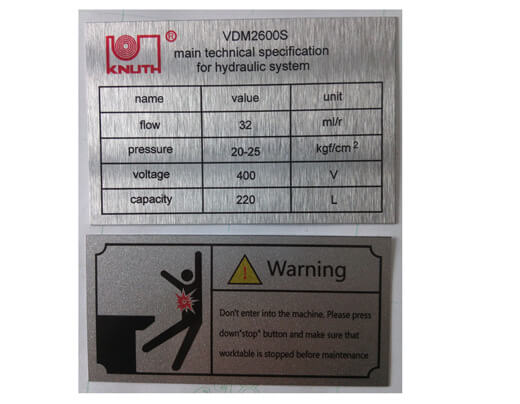 KNUTH ®
VDM2600S
main technical specification
for hydraulic system
name value unit
flow 32 ml/r
pressure 20-25 kgf/cm²
voltage 400 V
capacity 220 L
Warning
Don't enter into the machine. Please press
down"stop" button and make sure that
worktable is stopped before maintenance